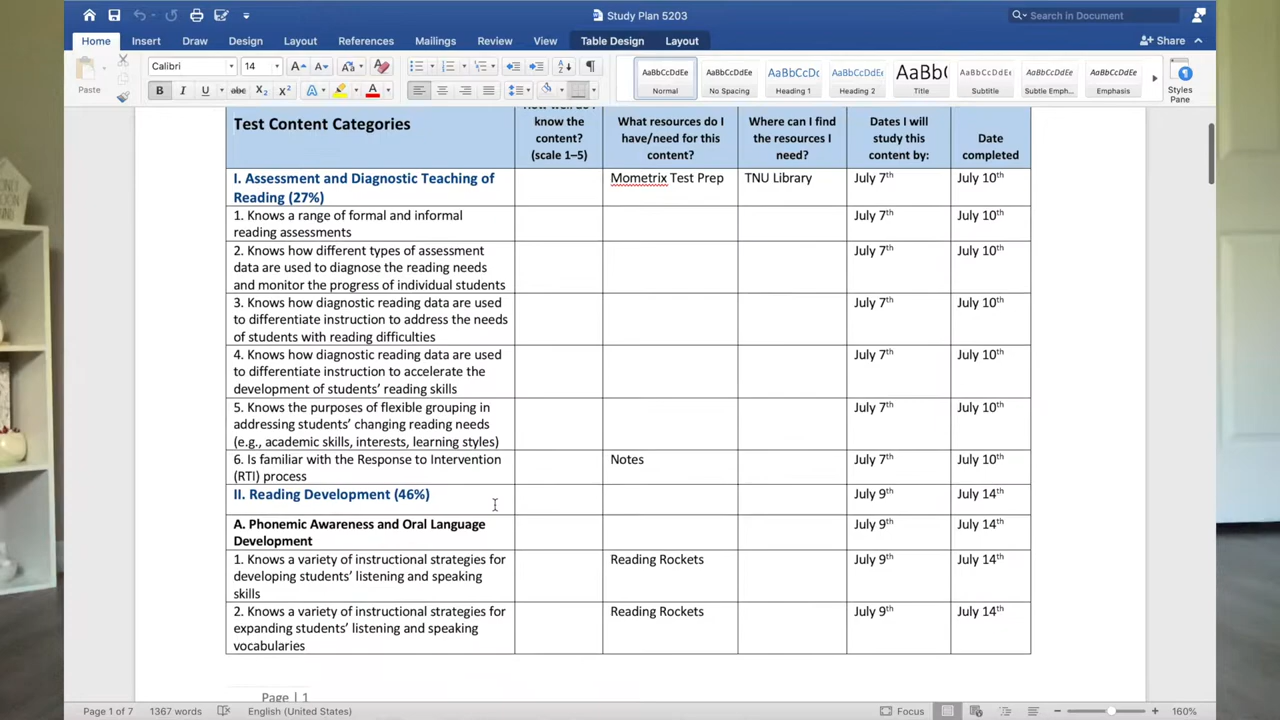 Study Plan 5203
Search in Document
Home Insert Draw Design Layout References Mailings Review View Table Design Layout Share
Paste
Calibri 14
B I U abc X₂ X²
AaBbCcDdEe Normal
AaBbCcDdEe No Spacing
AaBbCcDc Heading 1
AaBbCcDdEe Heading 2
AaBbC Title
AaBbCcDdEe Subtitle
AaBbCcDdEe Subtle Emph...
AaBbCcDdEe Emphasis
Styles
Pane
Test Content Categories
know the
content?
(scale 1–5)
What resources do I
have/need for this
content?
Where can I find
the resources I
need?
Dates I will
study this
content by:
Date
completed
I. Assessment and Diagnostic Teaching of
Reading (27%)
Mometrix Test Prep
TNU Library
July 7th
July 10th
1. Knows a range of formal and informal
reading assessments
July 7th
July 10th
2. Knows how different types of assessment
data are used to diagnose the reading needs
and monitor the progress of individual students
July 7th
July 10th
3. Knows how diagnostic reading data are used
to differentiate instruction to address the needs
of students with reading difficulties
July 7th
July 10th
4. Knows how diagnostic reading data are used
to differentiate instruction to accelerate the
development of students' reading skills
July 7th
July 10th
5. Knows the purposes of flexible grouping in
addressing students' changing reading needs
(e.g., academic skills, interests, learning styles)
July 7th
July 10th
6. Is familiar with the Response to Intervention
(RTI) process
Notes
July 7th
July 10th
II. Reading Development (46%)
July 9th
July 14th
A. Phonemic Awareness and Oral Language
Development
July 9th
July 14th
1. Knows a variety of instructional strategies for
developing students' listening and speaking
skills
Reading Rockets
July 9th
July 14th
2. Knows a variety of instructional strategies for
expanding students' listening and speaking
vocabularies
Reading Rockets
July 9th
July 14th
Page | 1
Page 1 of 7 1367 words English (United States) Focus 160%